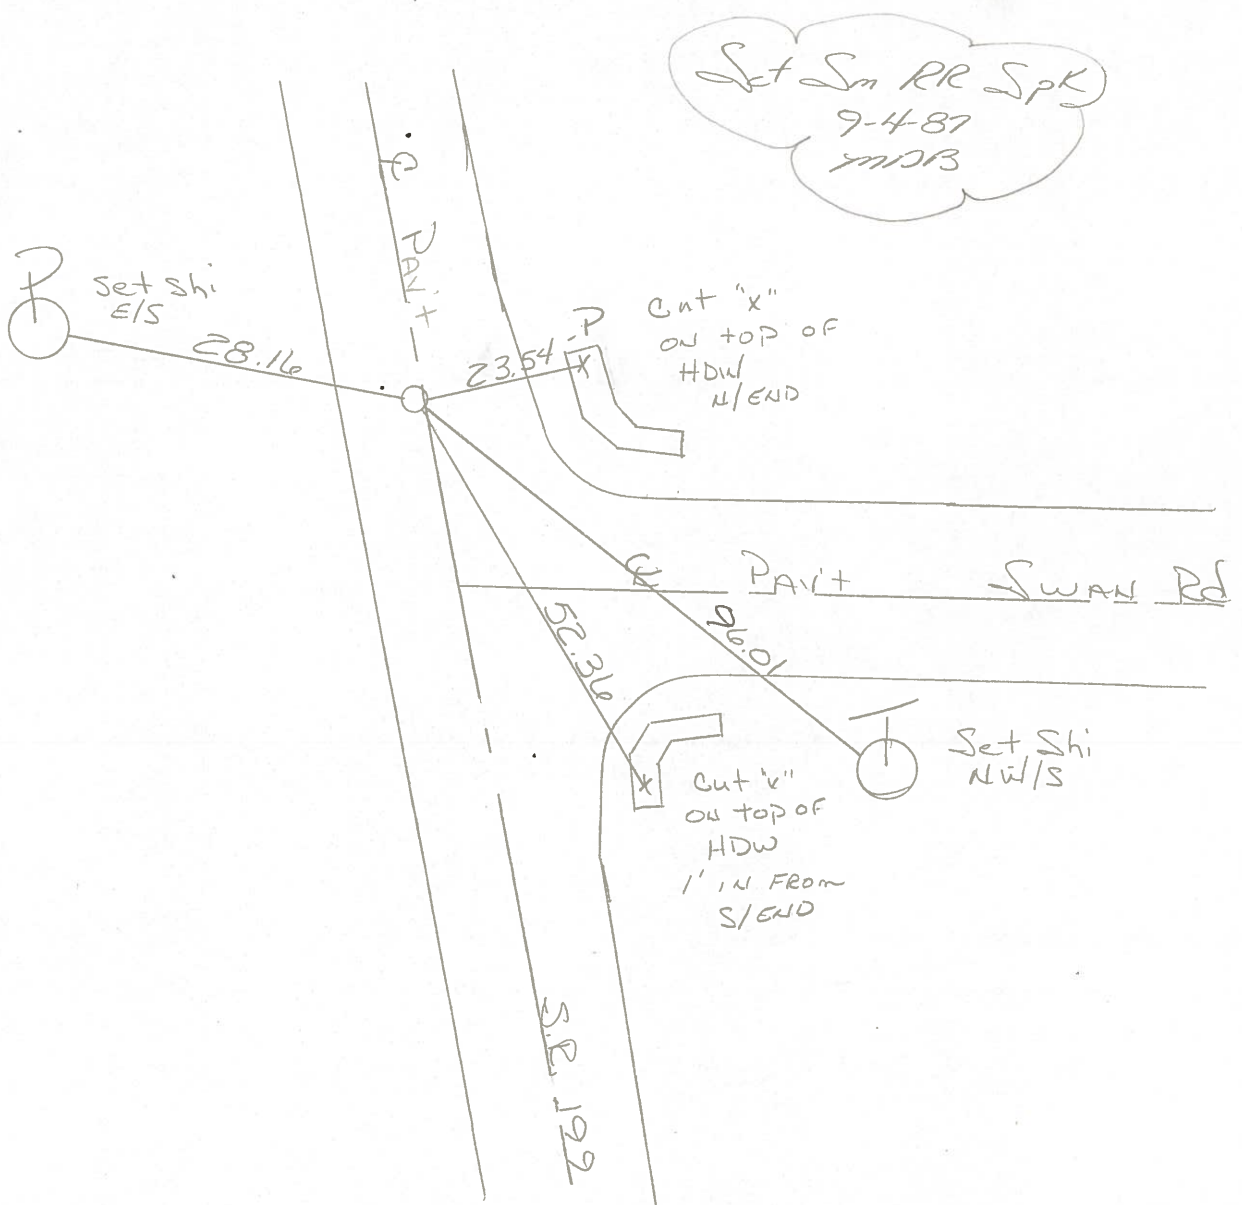 Set Sm RR Spk
9-4-87
MDB
℄ Pav't
P
Set Shi
E/S
28.16
23.54
P
Cut "x"
ON top OF
HDW
N/END
℄ PAv't SWAN Rd
52.36
96.01
Set Shi
NW/S
Cut "x"
ON top OF
HDW
1' IN FROM
S/END
S.R. 199